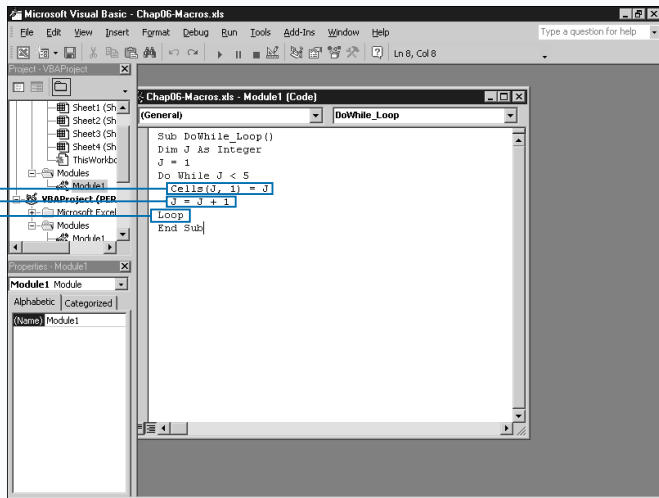 Microsoft Visual Basic - Chap06-Macros.xls
File Edit View Insert Format Debug Run Tools Add-Ins Window Help
Type a question for help
Ln 8, Col 8
Project - VBAProject
Sheet1 (Sh
Sheet2 (Sh
Sheet3 (Sh
Sheet4 (Sh
ThisWorkbc
Modules
Module1
VBAProject (PER
Microsoft Excel
Modules
Module1
Chap06-Macros.xls - Module1 (Code)
(General)
DoWhile_Loop
Sub DoWhile_Loop()
Dim J As Integer
J = 1
Do While J < 5
Cells(J, 1) = J
J = J + 1
Loop
End Sub
Properties - Module1
Module1 Module
Alphabetic Categorized
(Name) Module1